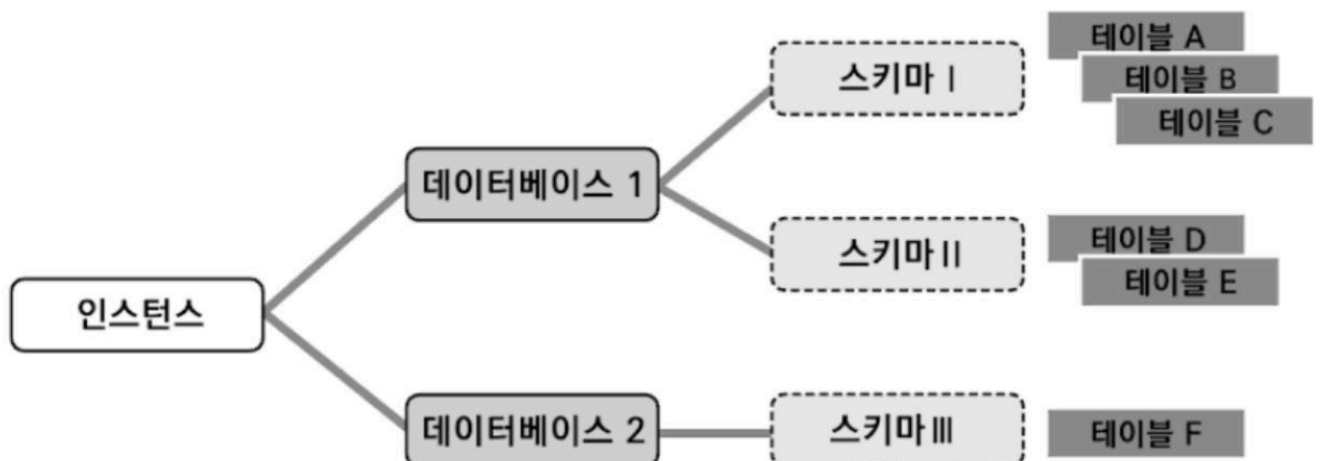 테이블 A
스키마 Ⅰ
테이블 B
테이블 C
데이터베이스 1
스키마 Ⅱ
테이블 D
테이블 E
인스턴스
데이터베이스 2
스키마 Ⅲ
테이블 F